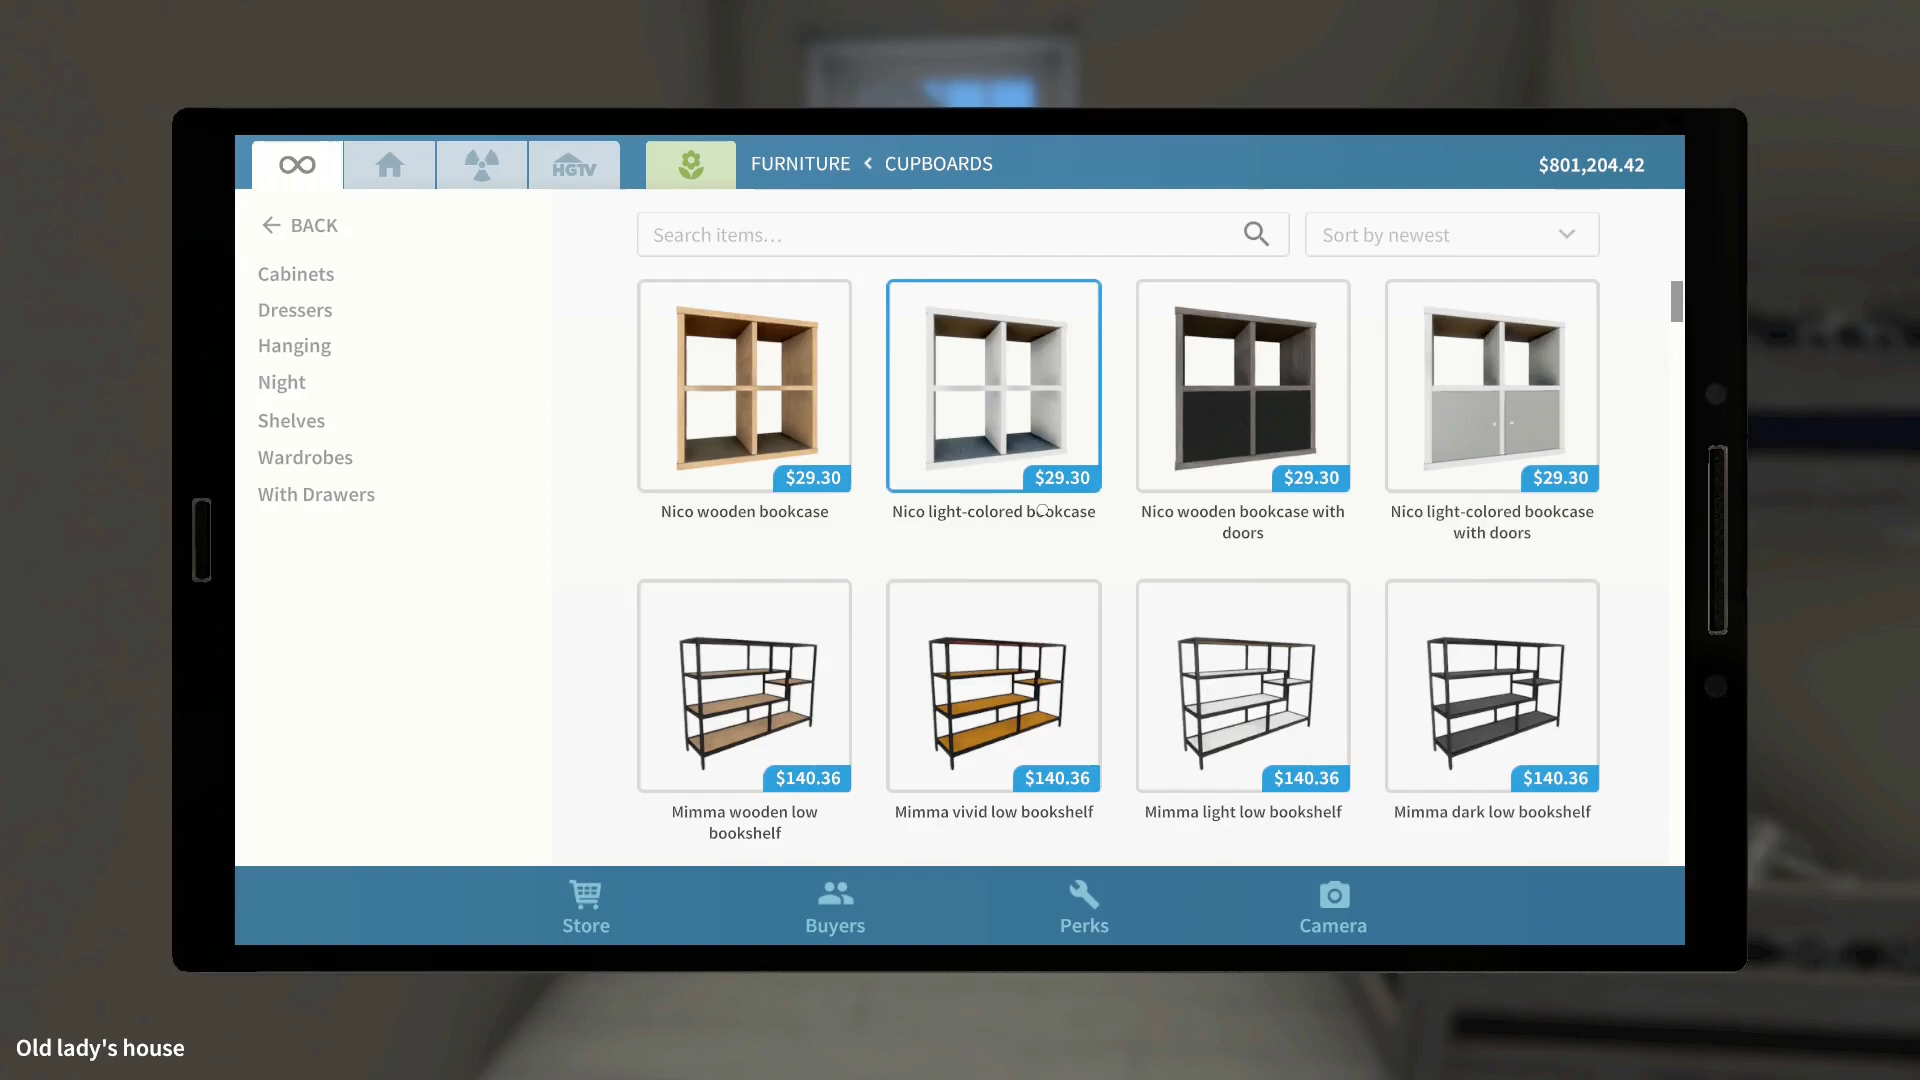 HGTV
FURNITURE < CUPBOARDS
$801,204.42
BACK
Search items...
Sort by newest
Cabinets
Dressers
Hanging
Night
Shelves
Wardrobes
With Drawers
$29.30
$29.30
$29.30
$29.30
Nico wooden bookcase
Nico light-colored bookcase
Nico wooden bookcase with
doors
Nico light-colored bookcase
with doors
$140.36
$140.36
$140.36
$140.36
Mimma wooden low
bookshelf
Mimma vivid low bookshelf
Mimma light low bookshelf
Mimma dark low bookshelf
Store
Buyers
Perks
Camera
Old lady's house